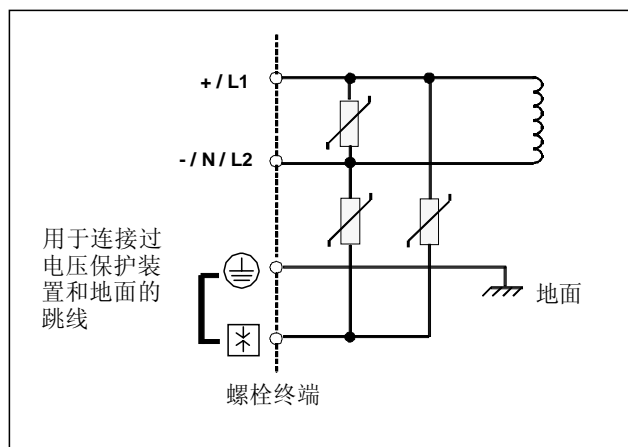 + / L1
- / N / L2
用于连接过
电压保护装
置和地面的
跳线
地面
螺栓终端